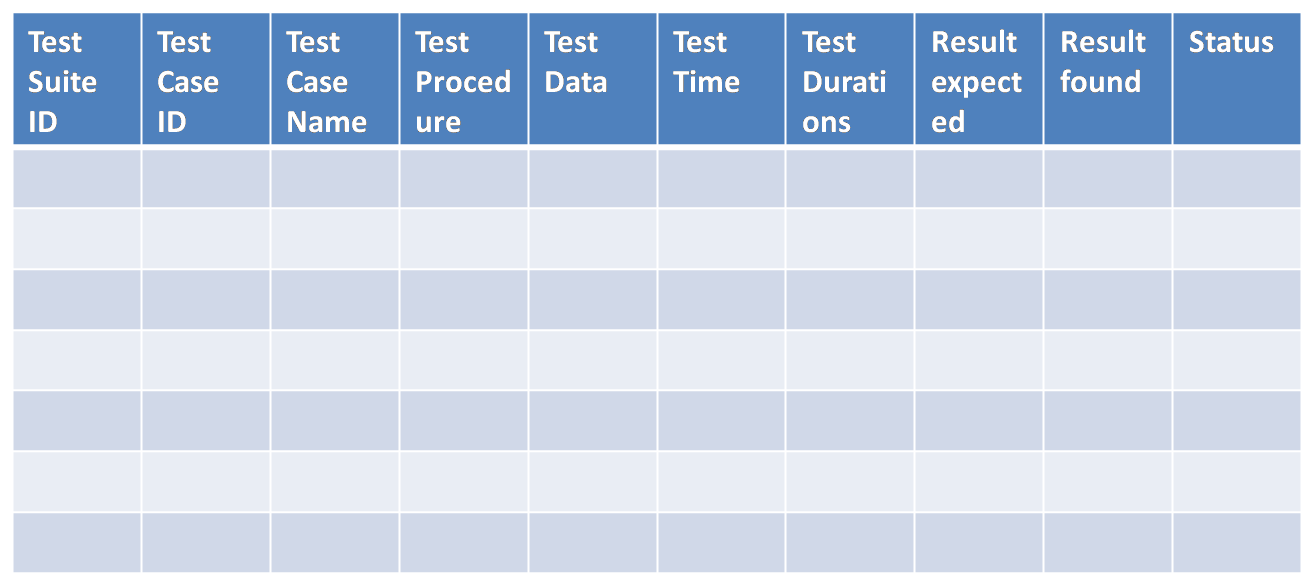 Test Suite ID
Test Case ID
Test Case Name
Test Procedure
Test Data
Test Time
Test Durations
Result expected
Result found
Status